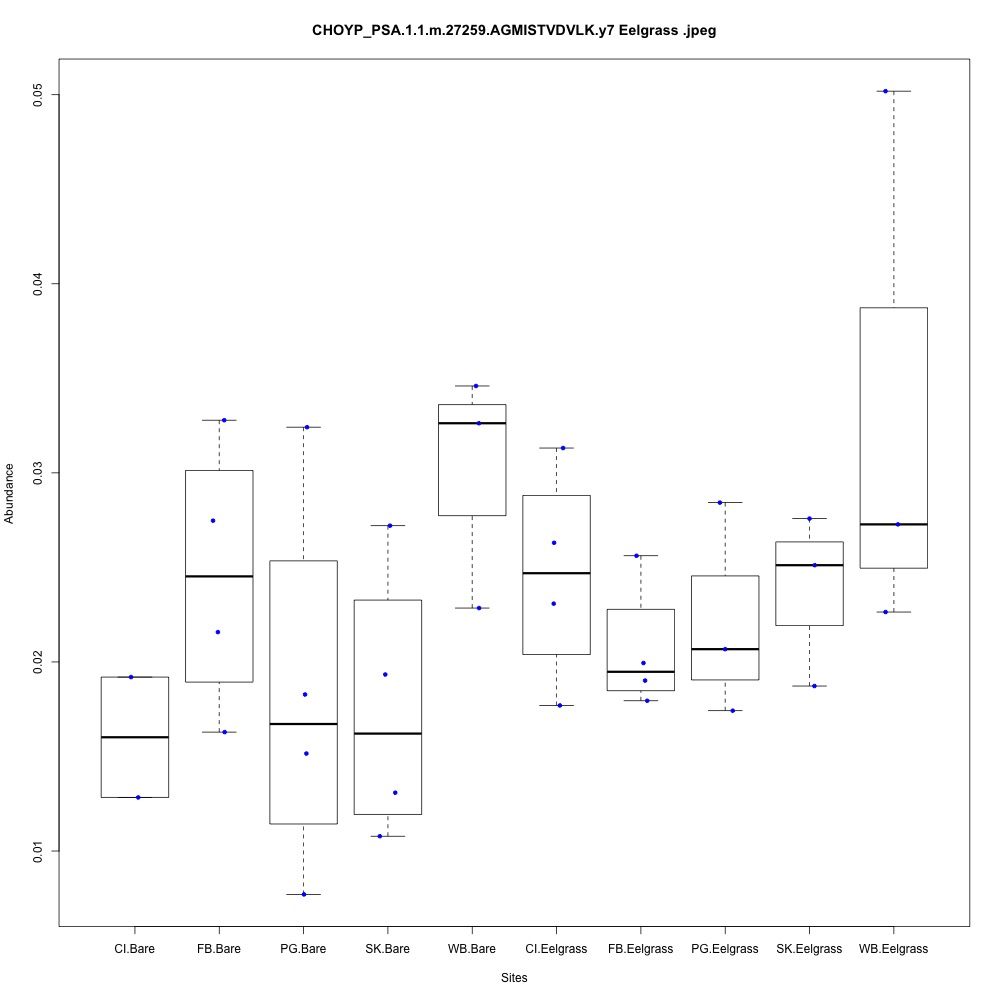 CHOYP_PSA.1.1.m.27259.AGMISTVDVLK.y7 Eelgrass .jpeg
Abundance
0.05
0.04
0.03
0.02
0.01
CI.Bare FB.Bare PG.Bare SK.Bare WB.Bare CI.Eelgrass FB.Eelgrass PG.Eelgrass SK.Eelgrass WB.Eelgrass
Sites